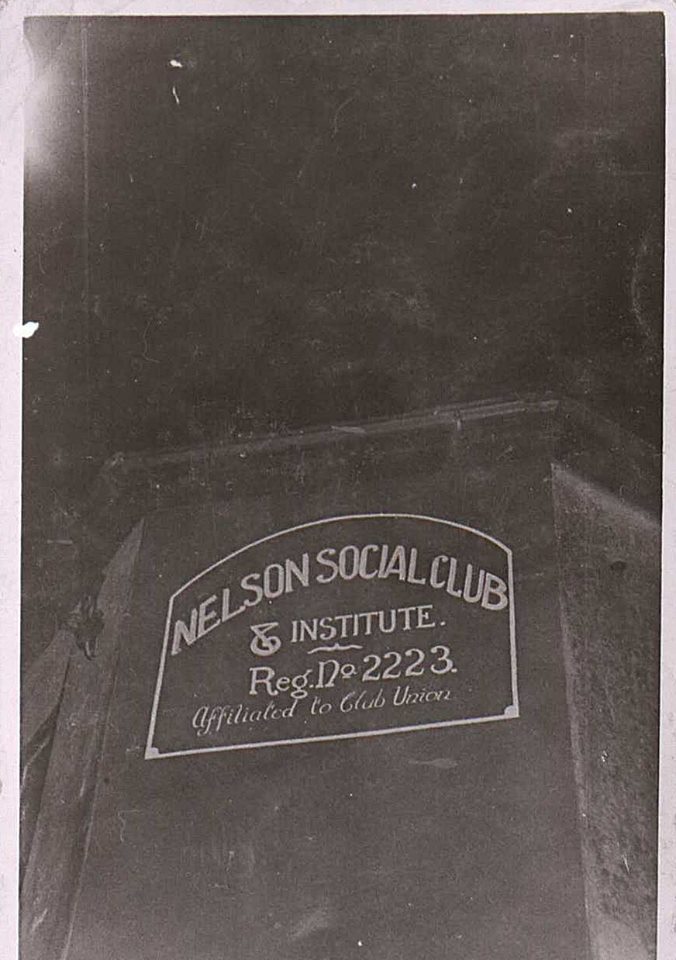 NELSON SOCIAL CLUB
& INSTITUTE.
Reg. No 2223.
Affiliated to Club Union